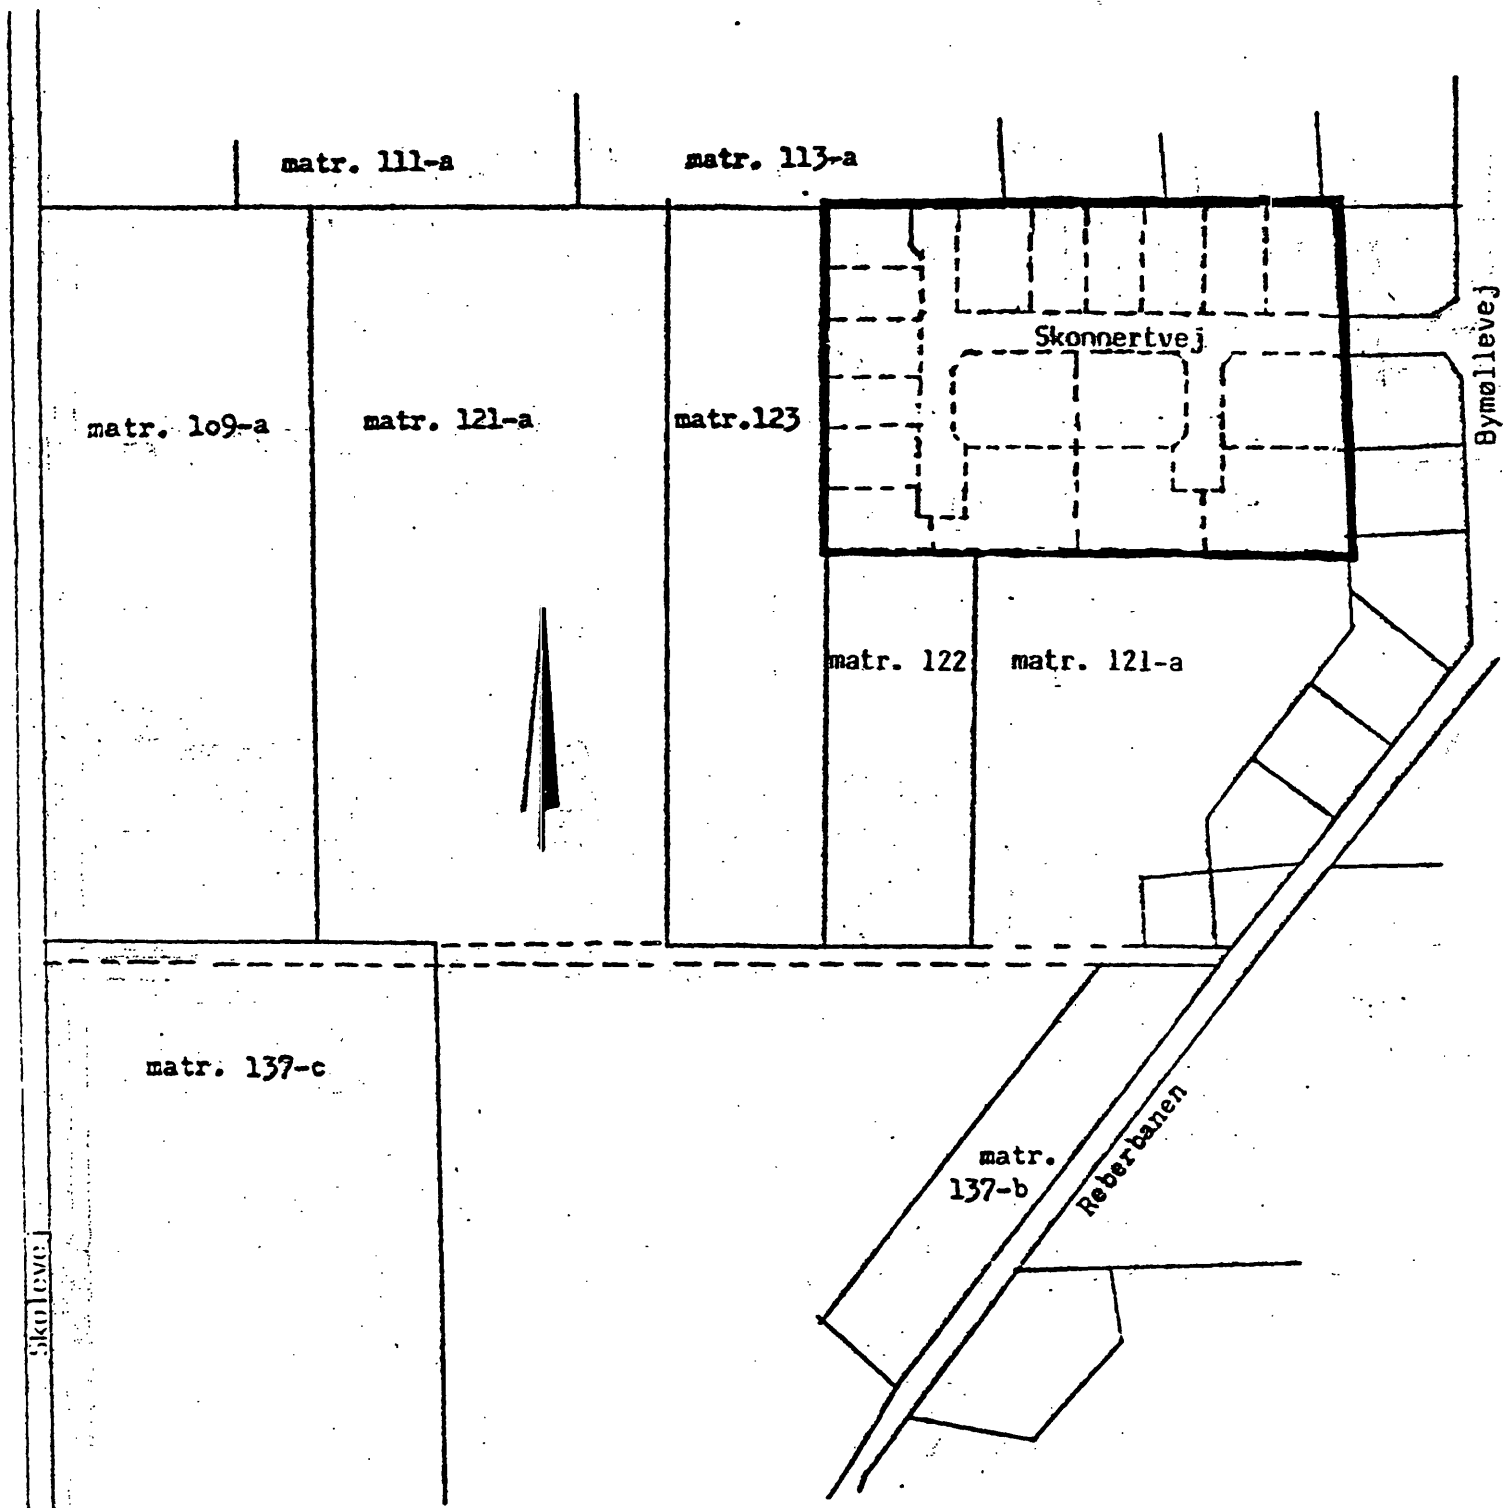 matr. 111-a
matr. 113-a
Skonnertvej
Bymøllevej
matr. 109-a
matr. 121-a
matr.123
matr. 122
matr. 121-a
matr. 137-c
matr.
137-b
Reberbanen
Skolevej